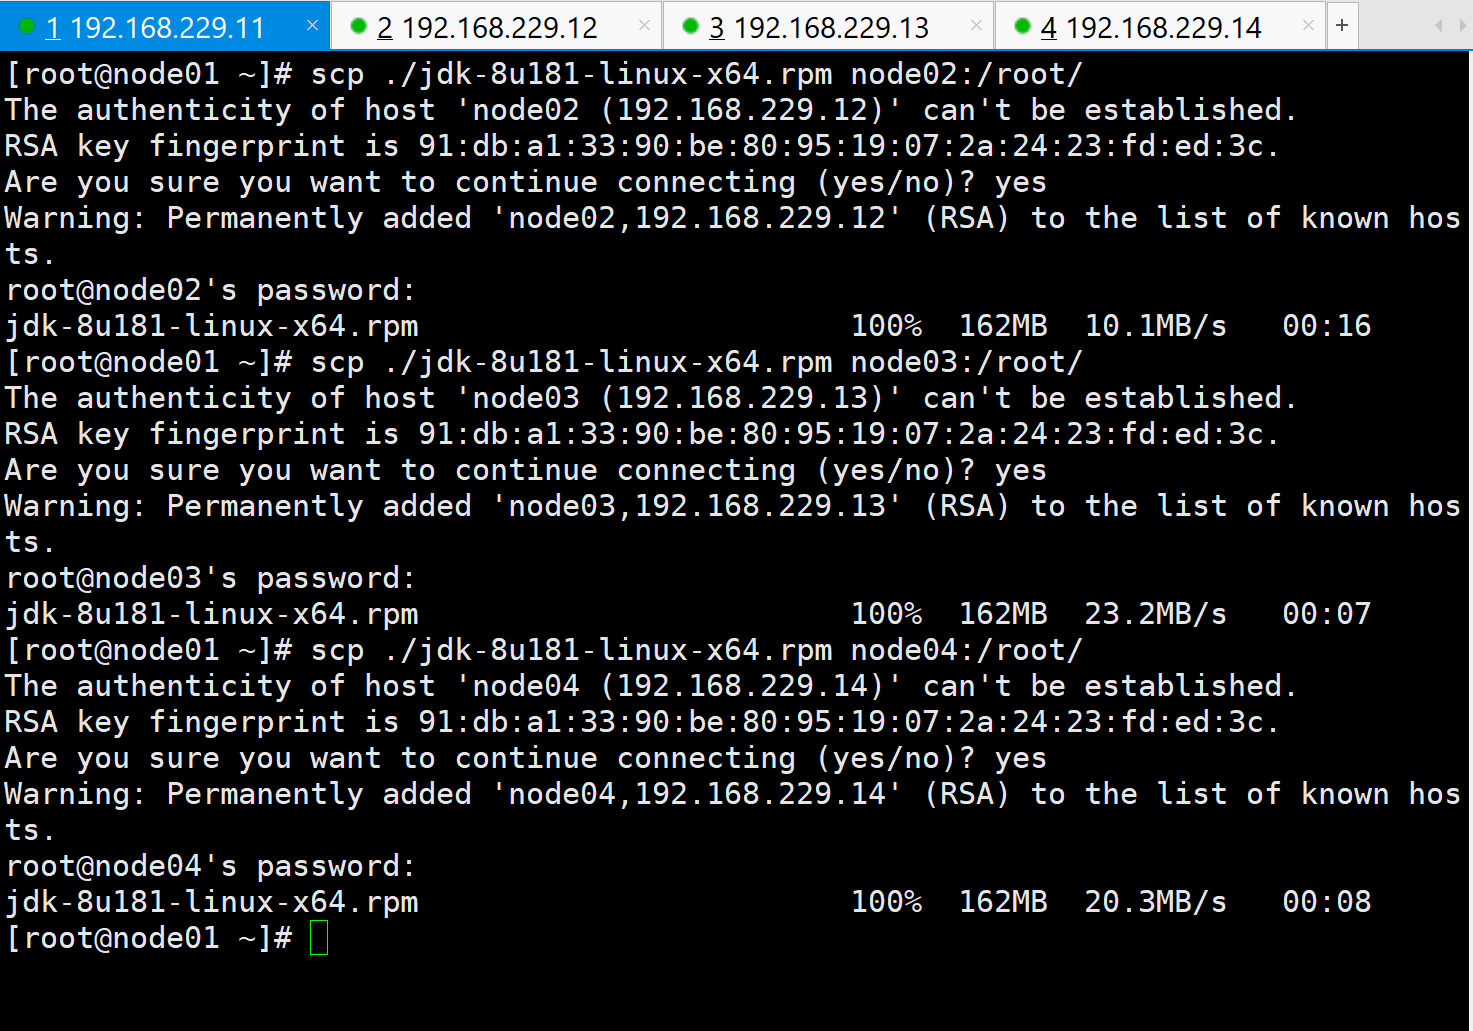 1 192.168.229.11 × 2 192.168.229.12 × 3 192.168.229.13 × 4 192.168.229.14 × +
[root@node01 ~]# scp ./jdk-8u181-linux-x64.rpm node02:/root/
The authenticity of host 'node02 (192.168.229.12)' can't be established.
RSA key fingerprint is 91:db:a1:33:90:be:80:95:19:07:2a:24:23:fd:ed:3c.
Are you sure you want to continue connecting (yes/no)? yes
Warning: Permanently added 'node02,192.168.229.12' (RSA) to the list of known hos
ts.
root@node02's password:
jdk-8u181-linux-x64.rpm 100% 162MB 10.1MB/s 00:16
[root@node01 ~]# scp ./jdk-8u181-linux-x64.rpm node03:/root/
The authenticity of host 'node03 (192.168.229.13)' can't be established.
RSA key fingerprint is 91:db:a1:33:90:be:80:95:19:07:2a:24:23:fd:ed:3c.
Are you sure you want to continue connecting (yes/no)? yes
Warning: Permanently added 'node03,192.168.229.13' (RSA) to the list of known hos
ts.
root@node03's password:
jdk-8u181-linux-x64.rpm 100% 162MB 23.2MB/s 00:07
[root@node01 ~]# scp ./jdk-8u181-linux-x64.rpm node04:/root/
The authenticity of host 'node04 (192.168.229.14)' can't be established.
RSA key fingerprint is 91:db:a1:33:90:be:80:95:19:07:2a:24:23:fd:ed:3c.
Are you sure you want to continue connecting (yes/no)? yes
Warning: Permanently added 'node04,192.168.229.14' (RSA) to the list of known hos
ts.
root@node04's password:
jdk-8u181-linux-x64.rpm 100% 162MB 20.3MB/s 00:08
[root@node01 ~]#